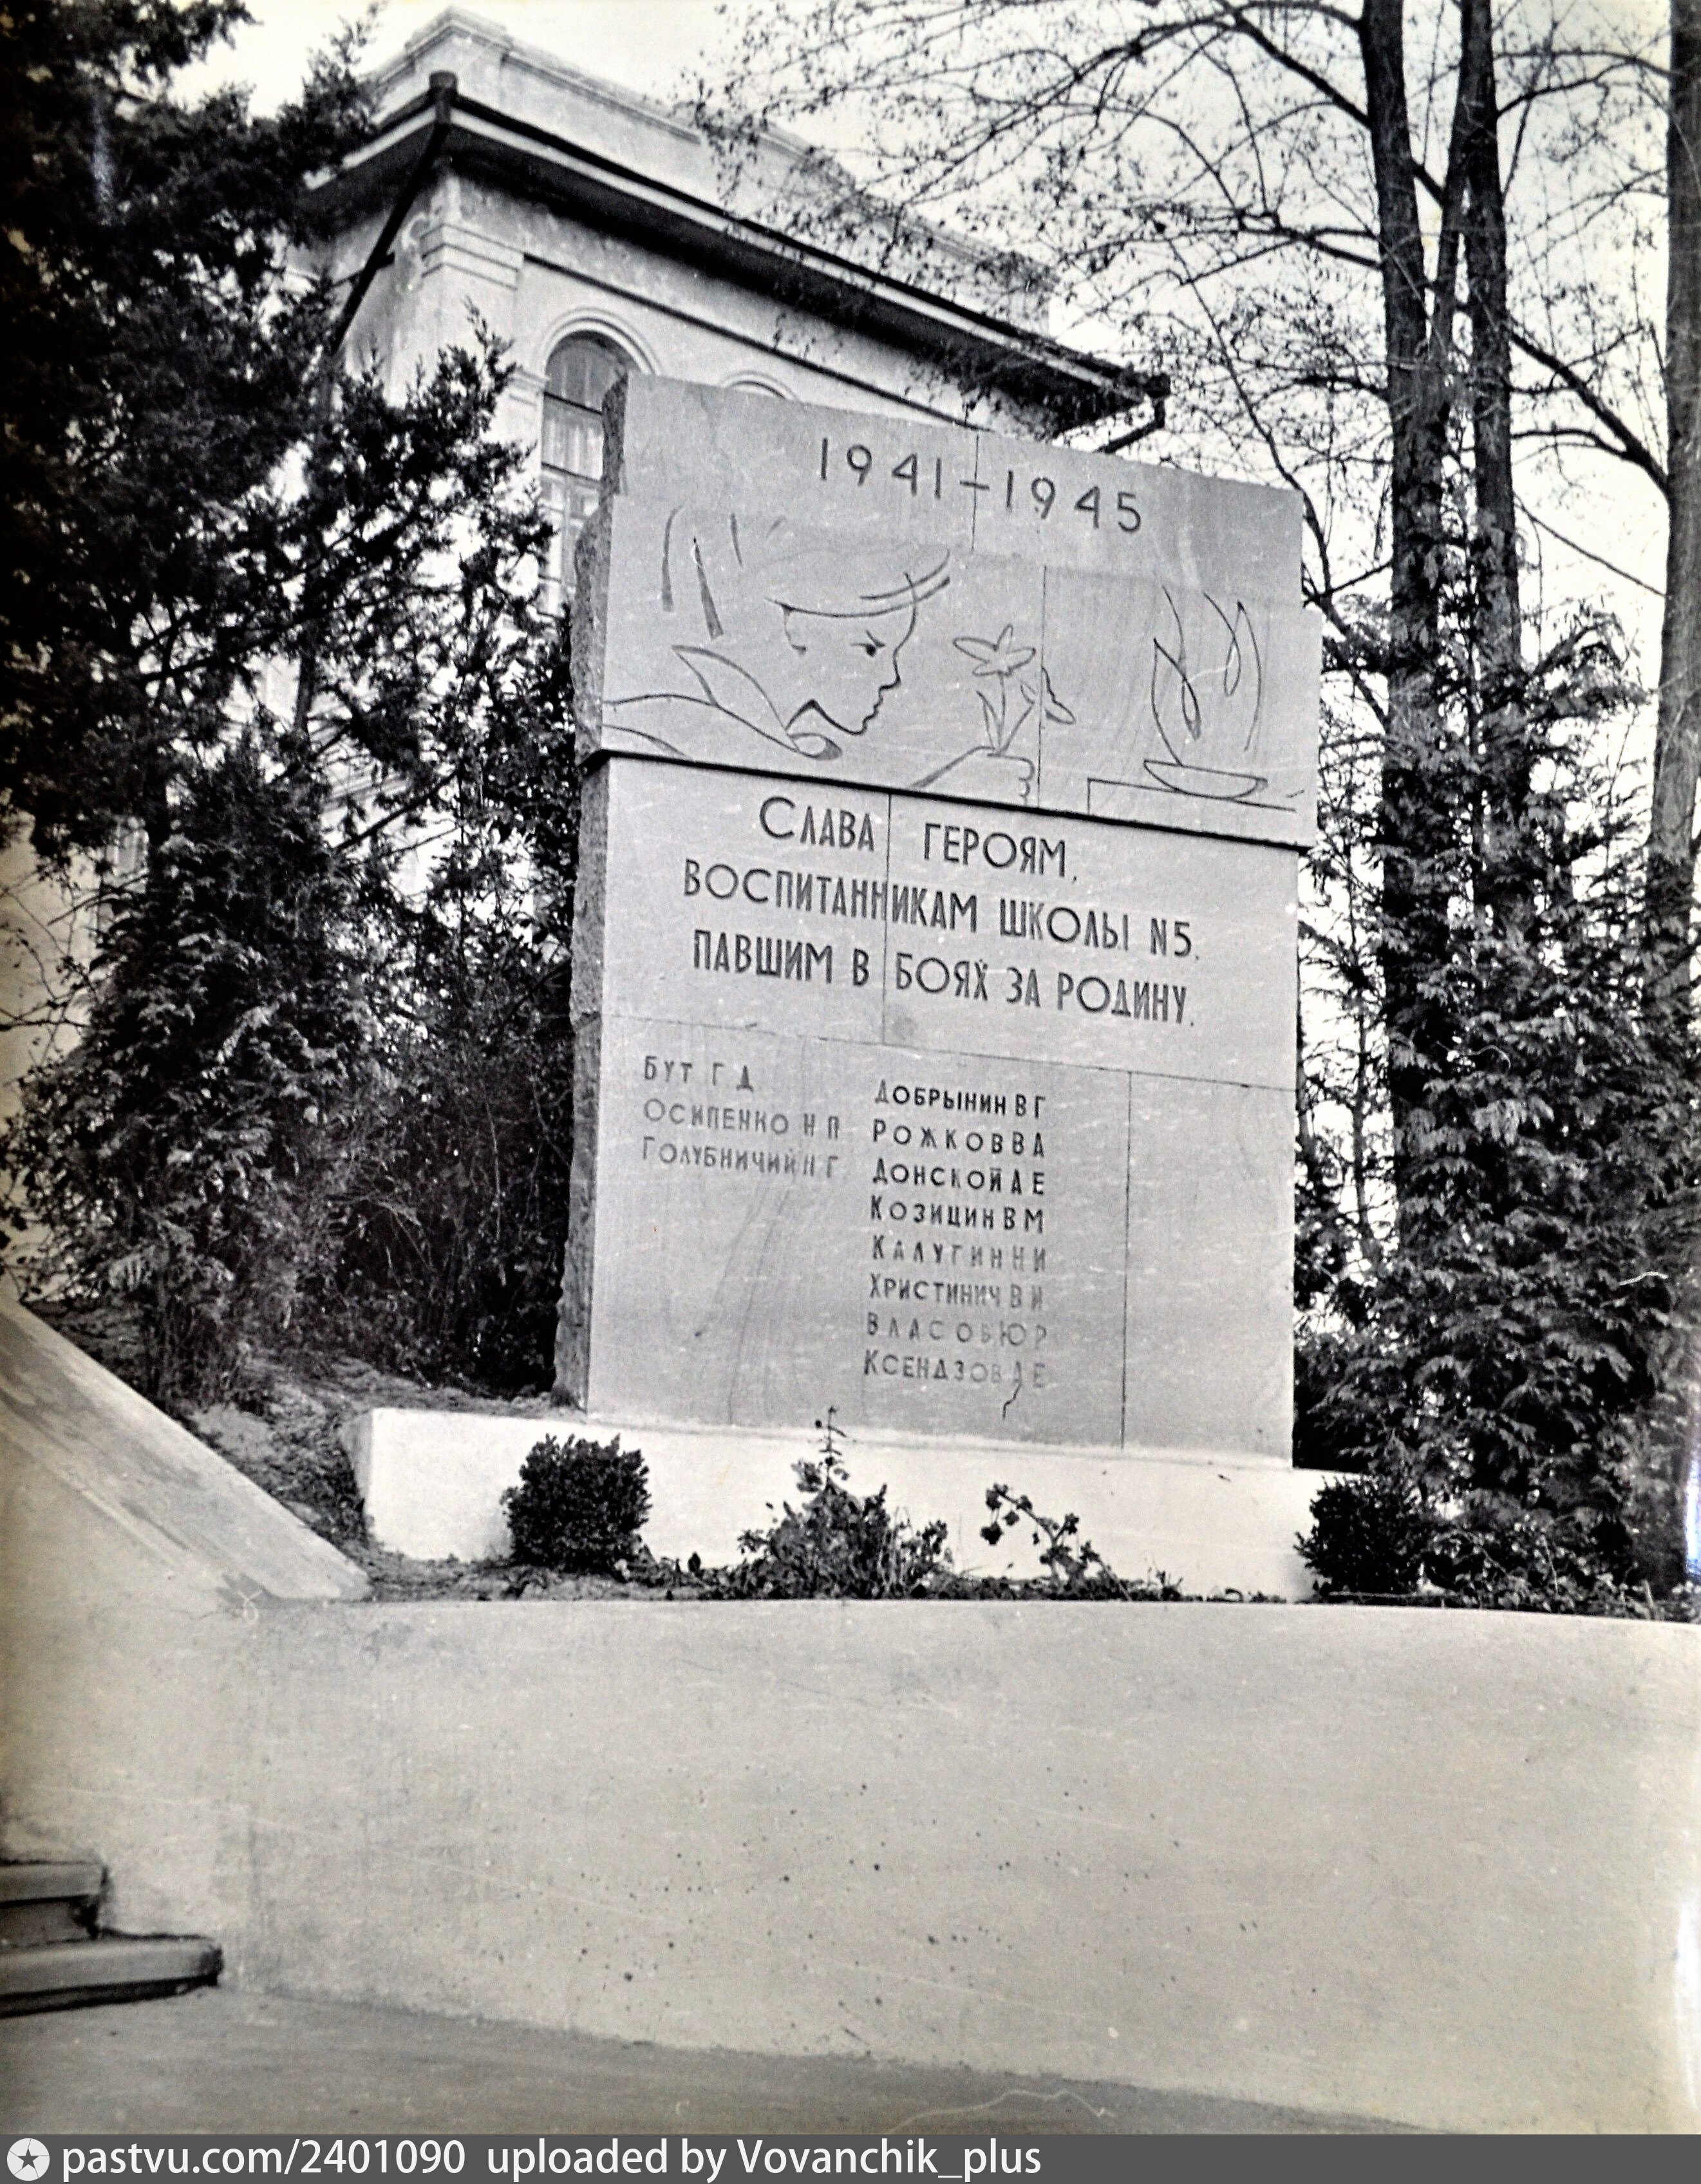 1941-1945
СЛАВА ГЕРОЯМ,
ВОСПИТАННИКАМ ШКОЛЫ N5,
ПАВШИМ В БОЯХ ЗА РОДИНУ.
БУТ Г Д
ОСИПЕНКО Н П
ГОЛУБНИЧИЙ Н Г
ДОБРЫНИН В Г
РОЖКОВ В А
ДОНСКОЙ А Е
КОЗИЦИН В М
КАЛУГИН Н И
ХРИСТИНИЧ В И
ВЛАСОВ Ю Р
КСЕНДЗОВ А Е
pastvu.com/2401090 uploaded by Vovanchik_plus